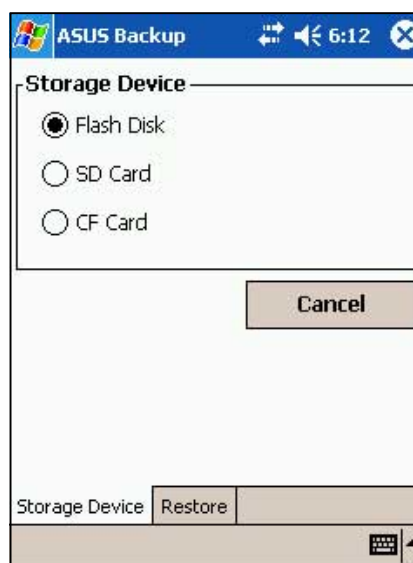 ASUS Backup 6:12
Storage Device
Flash Disk
SD Card
CF Card
Cancel
Storage Device Restore